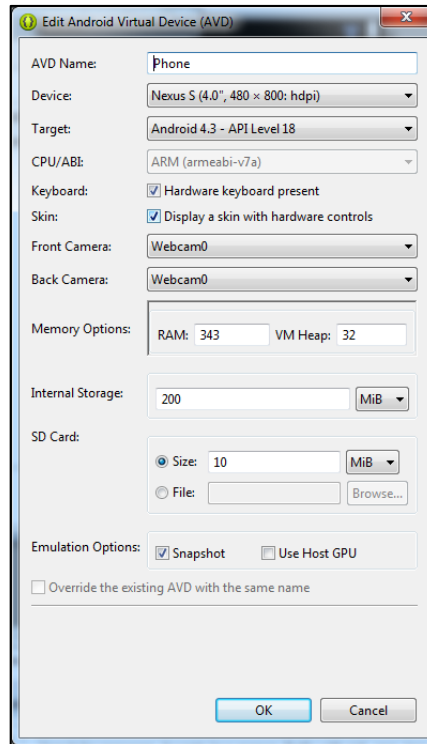 Edit Android Virtual Device (AVD)
AVD Name: Phone
Device: Nexus S (4.0", 480 × 800: hdpi)
Target: Android 4.3 - API Level 18
CPU/ABI: ARM (armeabi-v7a)
Keyboard: Hardware keyboard present
Skin: Display a skin with hardware controls
Front Camera: Webcam0
Back Camera: Webcam0
Memory Options: RAM: 343 VM Heap: 32
Internal Storage: 200 MiB
SD Card:
Size: 10 MiB
File: Browse...
Emulation Options: Snapshot Use Host GPU
Override the existing AVD with the same name
OK Cancel